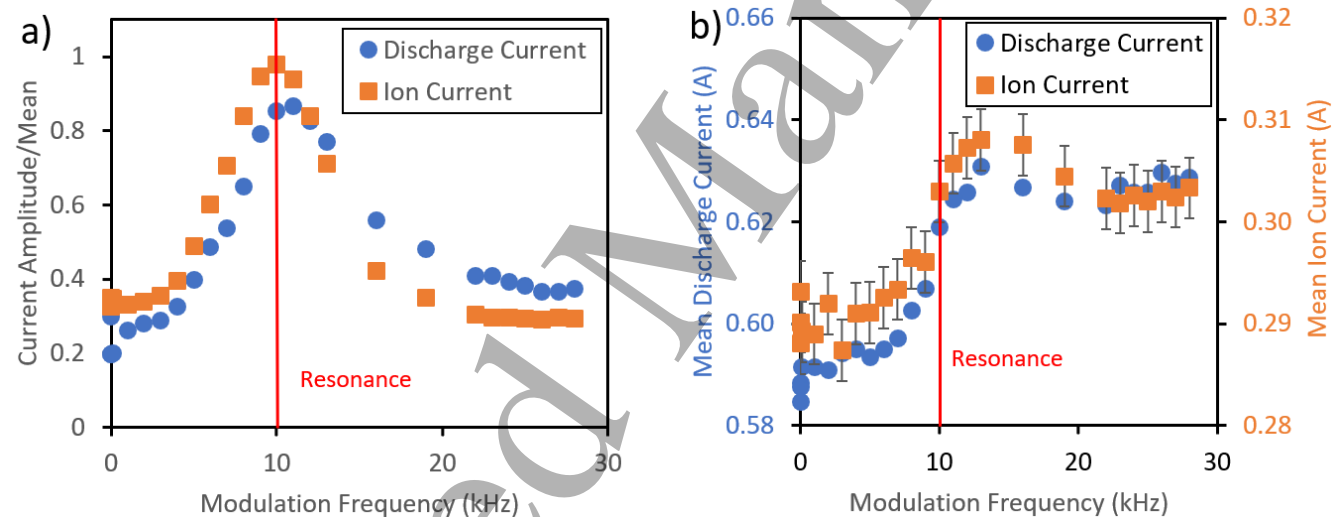 a)
Discharge Current
Ion Current
Current Amplitude/Mean
1
0.8
0.6
0.4
0.2
0
Resonance
0
10
20
30
Modulation Frequency (kHz)
b)
Discharge Current
Ion Current
Mean Discharge Current (A)
0.66
0.64
0.62
0.60
0.58
Resonance
0
10
20
30
Modulation Frequency (kHz)
0.32
0.31
0.30
0.29
0.28
Mean Ion Current (A)
ed Man